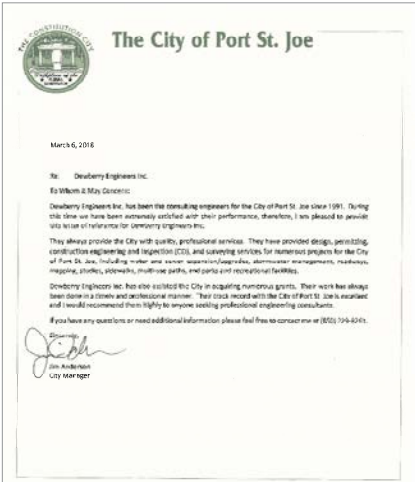 THE CONSTITUTION CITY
The City of Port St. Joe
March 6, 2018
Re: Dewberry Engineers Inc.
To Whom it May Concern:
Dewberry Engineers Inc. has been the consulting engineers for the City of Port St. Joe since 1991. During
this time we have been extremely satisfied with their performance, therefore, I am pleased to provide
this letter of reference for Dewberry Engineers Inc.
They always provide the City with quality, professional services. They have provided design, permitting,
construction engineering and inspection (CEI), and surveying services for numerous projects for the City
of Port St. Joe, including water and sewer expansion/upgrades, stormwater management, roadways,
mapping, studies, sidewalks, multi-use paths, and parks and recreational facilities.
Dewberry Engineers Inc. has also assisted the City in acquiring numerous grants. Their work has always
been done in a timely and professional manner. Their track record with the City of Port St. Joe is excellent
and I would recommend them highly to anyone seeking professional engineering consultants.
If you have any questions or need additional information please feel free to contact me at (850)
Sincerely,
Jim Anderson
City Manager